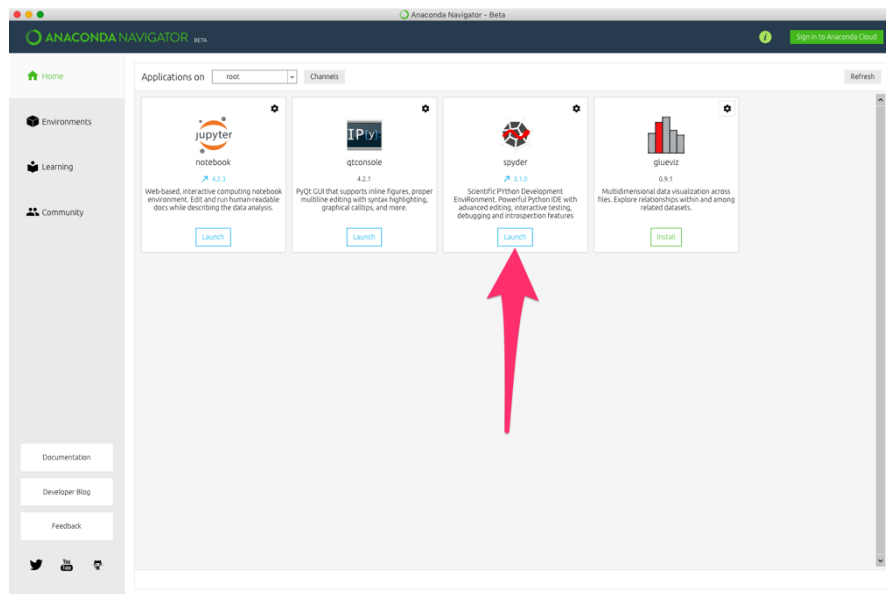 Anaconda Navigator - Beta
ANACONDA NAVIGATOR BETA
i
Sign in to Anaconda Cloud
Home
Environments
Learning
Community
Applications on
root
Channels
Refresh
jupyter
notebook
4.2.3
Web-based, interactive computing notebook
environment. Edit and run human-readable
docs while describing the data analysis.
Launch
IP[y]:
qtconsole
4.2.1
PyQt GUI that supports inline figures, proper
multiline editing with syntax highlighting,
graphical calltips, and more.
Launch
spyder
3.1.0
Scientific PYthon Development
EnviRonment. Powerful Python IDE with
advanced editing, interactive testing,
debugging and introspection features
Launch
glueviz
0.9.1
Multidimensional data visualization across
files. Explore relationships within and among
related datasets.
Install
Documentation
Developer Blog
Feedback
You
Tube